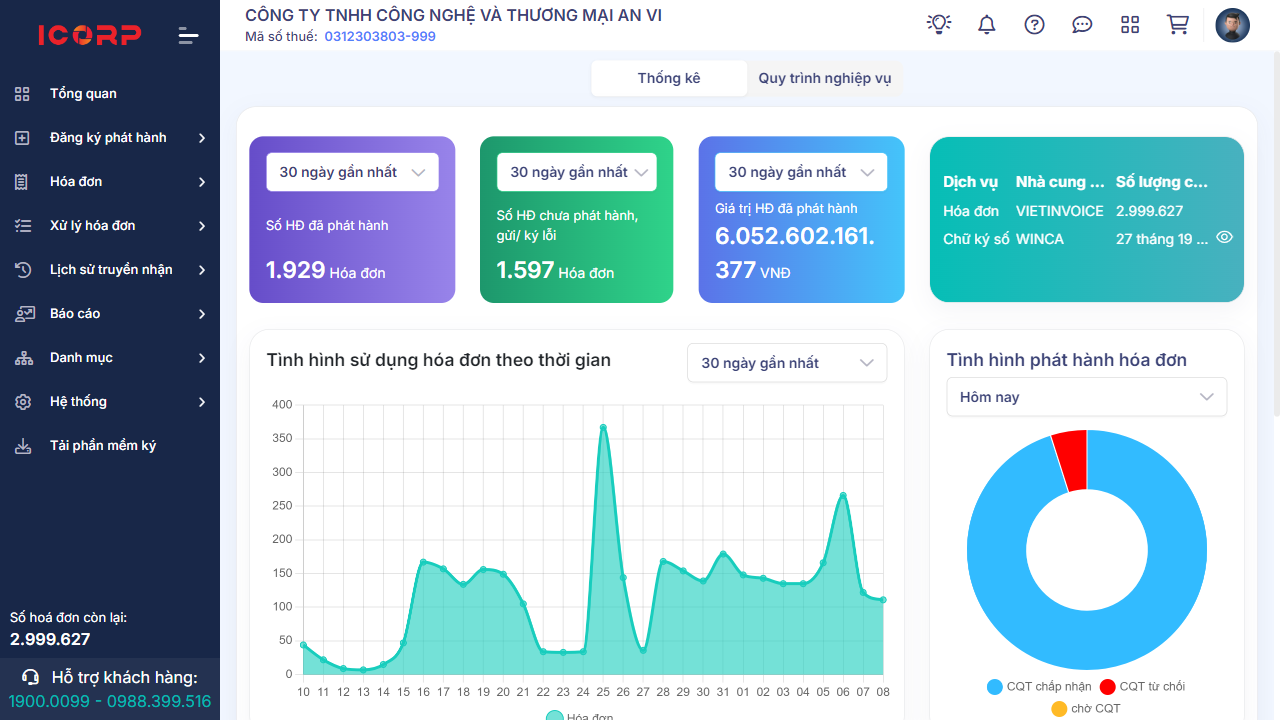 ICORP
CÔNG TY TNHH CÔNG NGHỆ VÀ THƯƠNG MẠI AN VI
Mã số thuế: 0312303803-999
Tổng quan
Đăng ký phát hành
Hóa đơn
Xử lý hóa đơn
Lịch sử truyền nhận
Báo cáo
Danh mục
Hệ thống
Tải phần mềm ký
Số hoá đơn còn lại:
2.999.627
Hỗ trợ khách hàng:
1900.0099 - 0988.399.516
Thống kê
Quy trình nghiệp vụ
30 ngày gần nhất
Số HĐ đã phát hành
1.929 Hóa đơn
30 ngày gần nhất
Số HĐ chưa phát hành,
gửi/ ký lỗi
1.597 Hóa đơn
30 ngày gần nhất
Giá trị HĐ đã phát hành
6.052.602.161.
377 VNĐ
Dịch vụ Nhà cung ... Số lượng c...
Hóa đơn VIETINVOICE 2.999.627
Chữ ký số WINCA 27 tháng 19 ...
Tình hình sử dụng hóa đơn theo thời gian
30 ngày gần nhất
400
350
300
250
200
150
100
50
0
10 11 12 13 14 15 16 17 18 19 20 21 22 23 24 25 26 27 28 29 30 31 01 02 03 04 05 06 07 08
Hóa đơn
Tình hình phát hành hóa đơn
Hôm nay
CQT chấp nhận CQT từ chối
chờ CQT